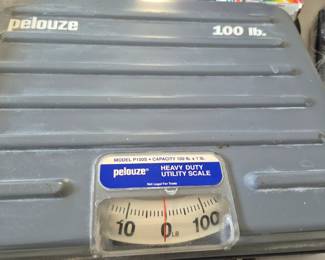 pelouze 100 lb.
MODEL P100S • CAPACITY 100 lb. x 1 lb.
pelouze® HEAVY DUTY
UTILITY SCALE
Not Legal For Trade
10 0 100
LB